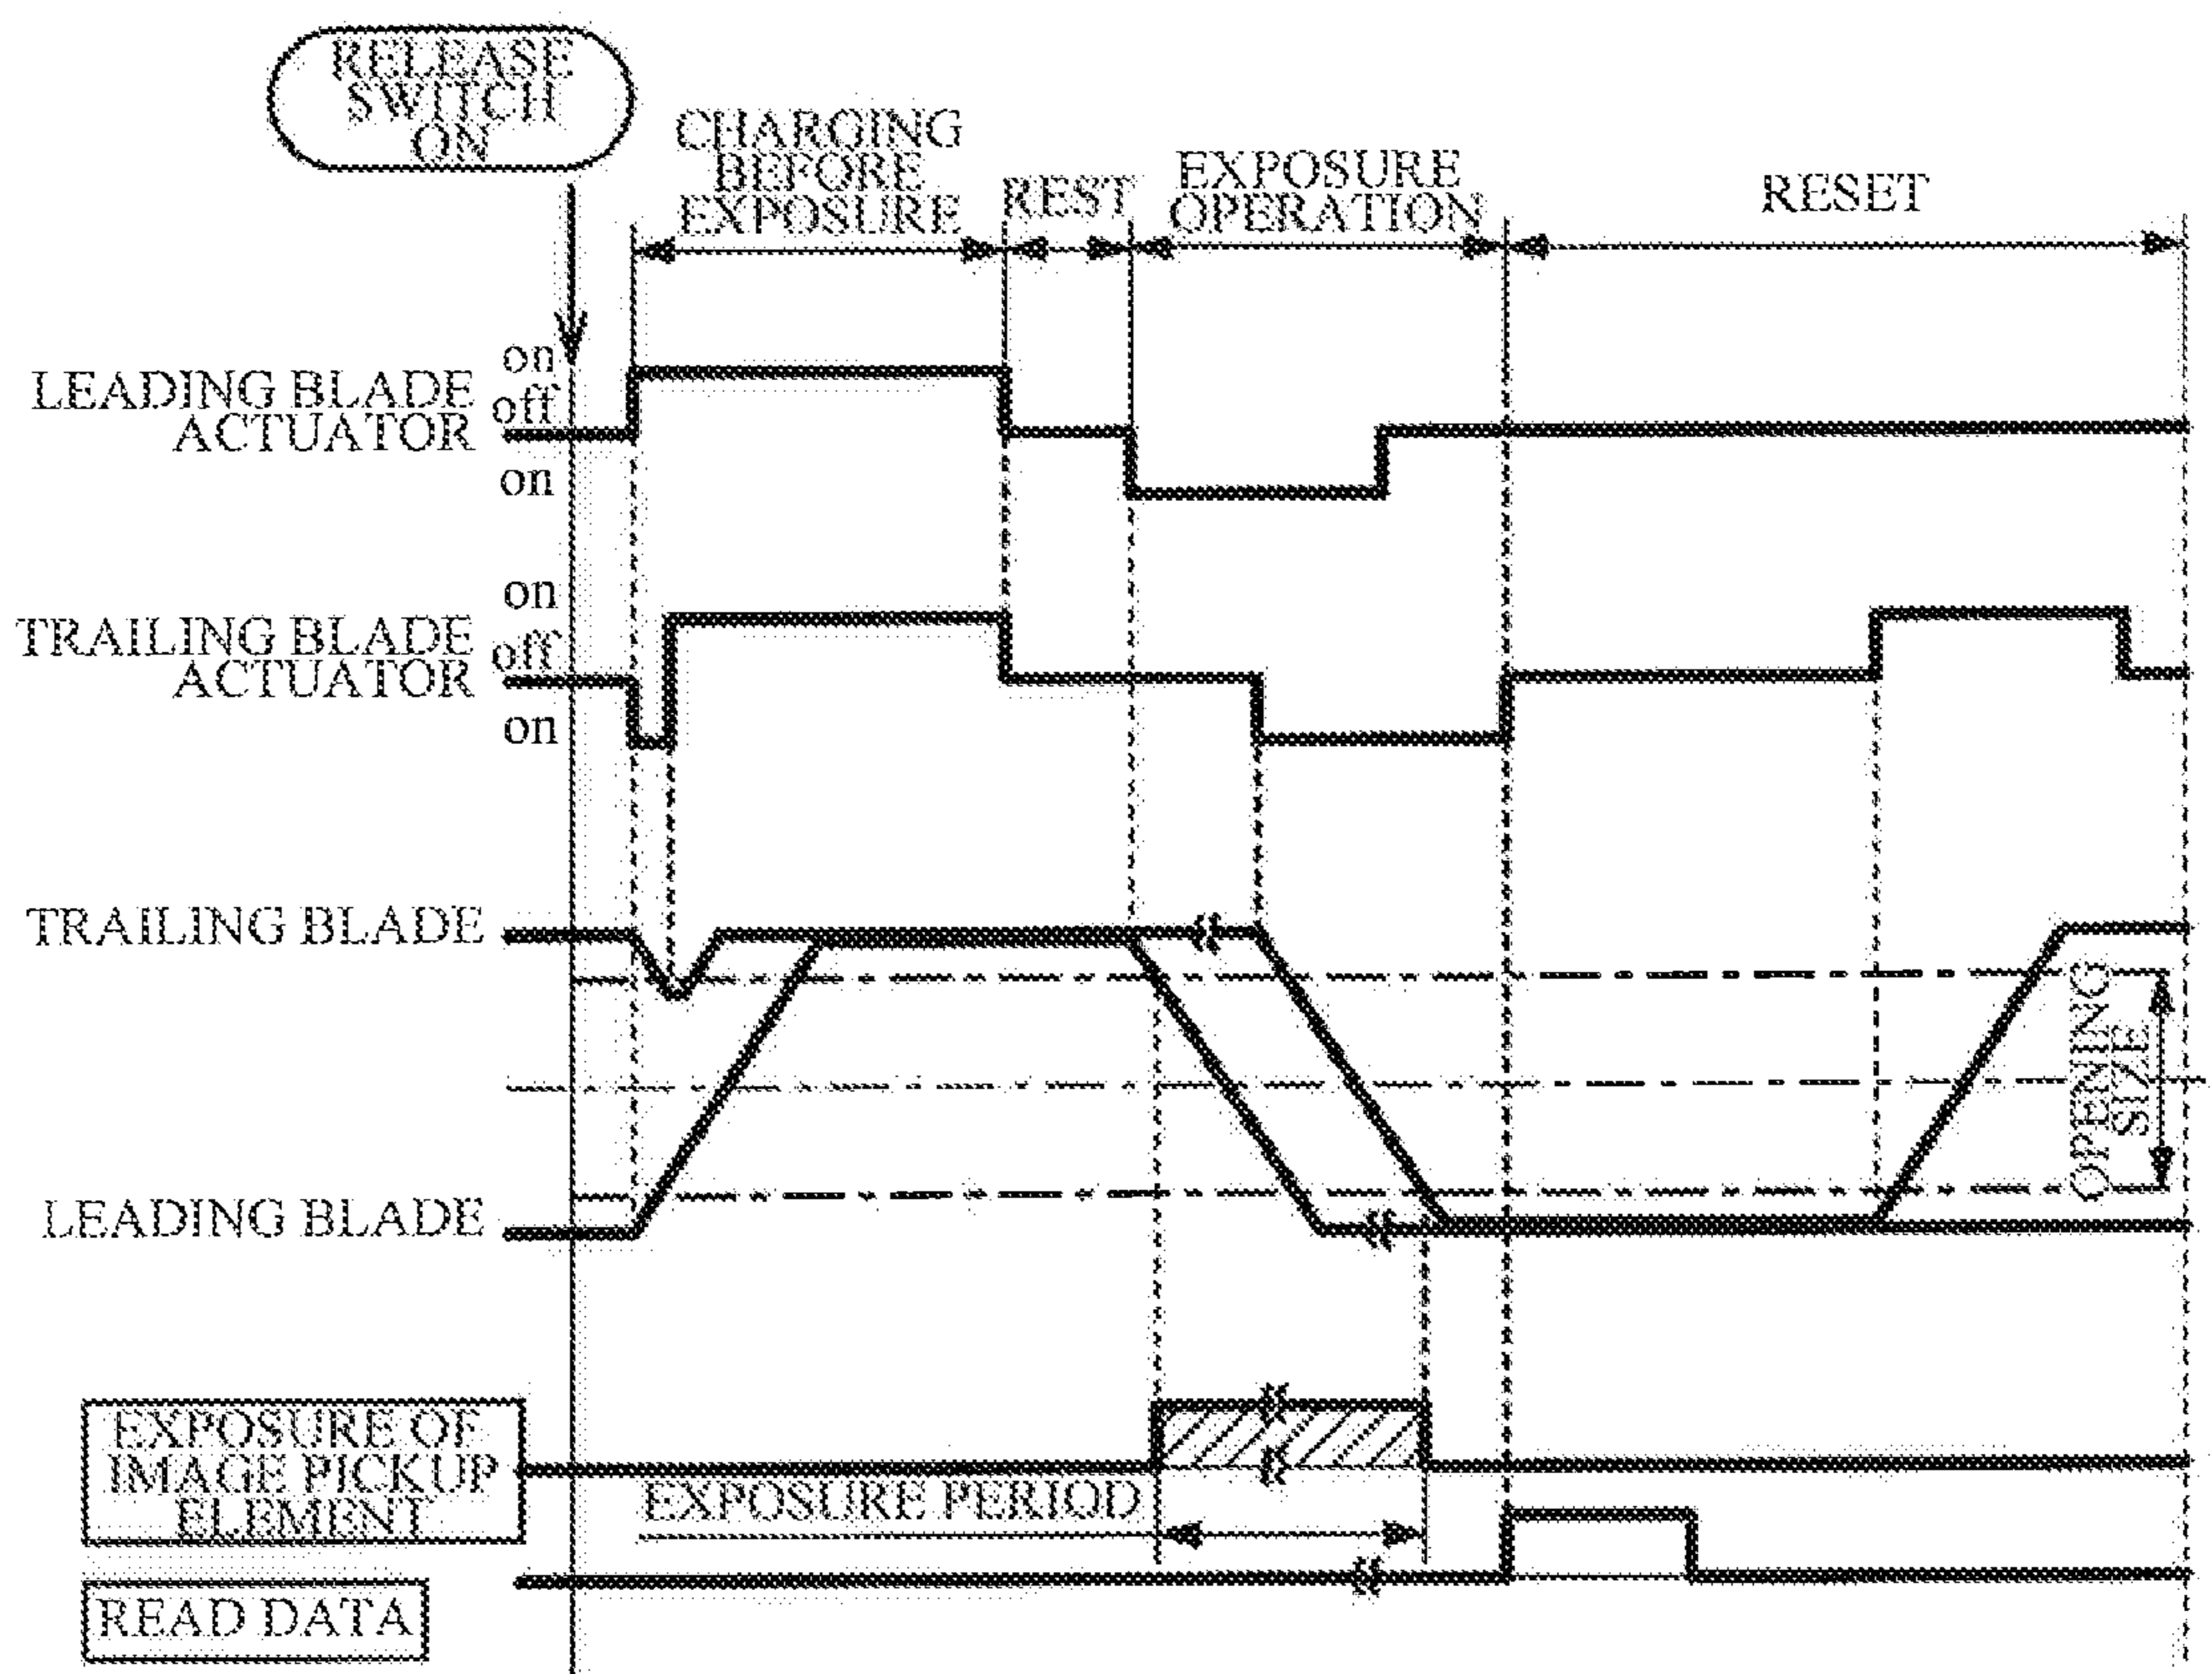 RELEASE
SWITCH
ON
CHARGING
BEFORE
EXPOSURE
REST
EXPOSURE
OPERATION
RESET
on
LEADING BLADE
off
ACTUATOR
on
on
TRAILING BLADE
off
ACTUATOR
on
TRAILING BLADE
OPENING
SIZE
LEADING BLADE
EXPOSURE OF
IMAGE PICKUP
ELEMENT
EXPOSURE PERIOD
READ DATA